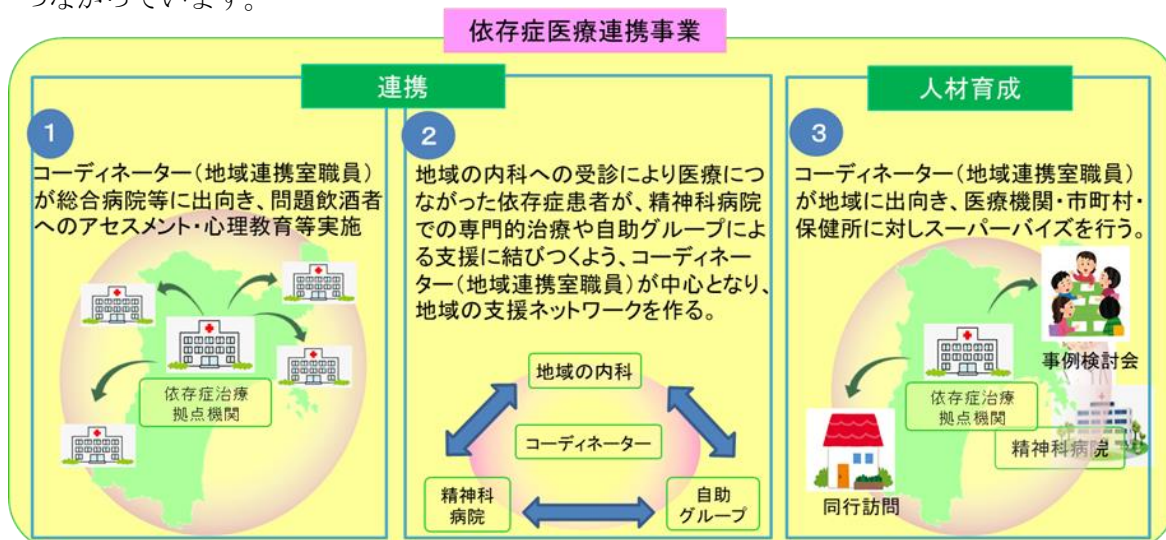 つながっています。
依存症医療連携事業
連携
1
コーディネーター(地域連携室職員)
が総合病院等に出向き、問題飲酒者
へのアセスメント・心理教育等実施
依存症治療
拠点機関
2
地域の内科への受診により医療につ
ながった依存症患者が、精神科病院
での専門的治療や自助グループによ
る支援に結びつくよう、コーディネー
ター(地域連携室職員)が中心となり、
地域の支援ネットワークを作る。
地域の内科
コーディネーター
精神科
病院
自助
グループ
人材育成
3
コーディネーター(地域連携室職員)
が地域に出向き、医療機関・市町村・
保健所に対しスーパーバイズを行う。
事例検討会
依存症治療
拠点機関
精神科病院
同行訪問